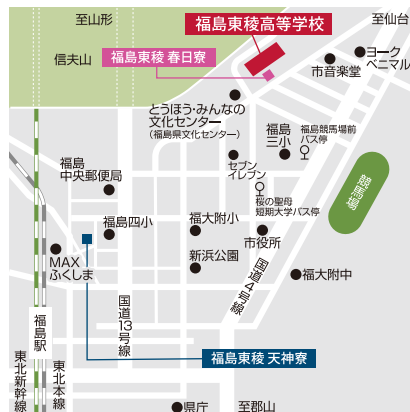 至山形
福島東稜高等学校
至仙台
信夫山
福島東稜 春日寮
ヨーク
ベニマル
市音楽堂
とうほう・みんなの
文化センター
(福島県文化センター)
福島
三小
福島競馬場前
バス停
福島
中央郵便局
セブン
イレブン
競馬場
桜の聖母
短期大学バス停
福島四小
福大附小
市役所
MAX
ふくしま
新浜公園
国道4号線
福大附中
国道13号線
福島駅
福島東稜 天神寮
東北新幹線
東北本線
県庁
至郡山